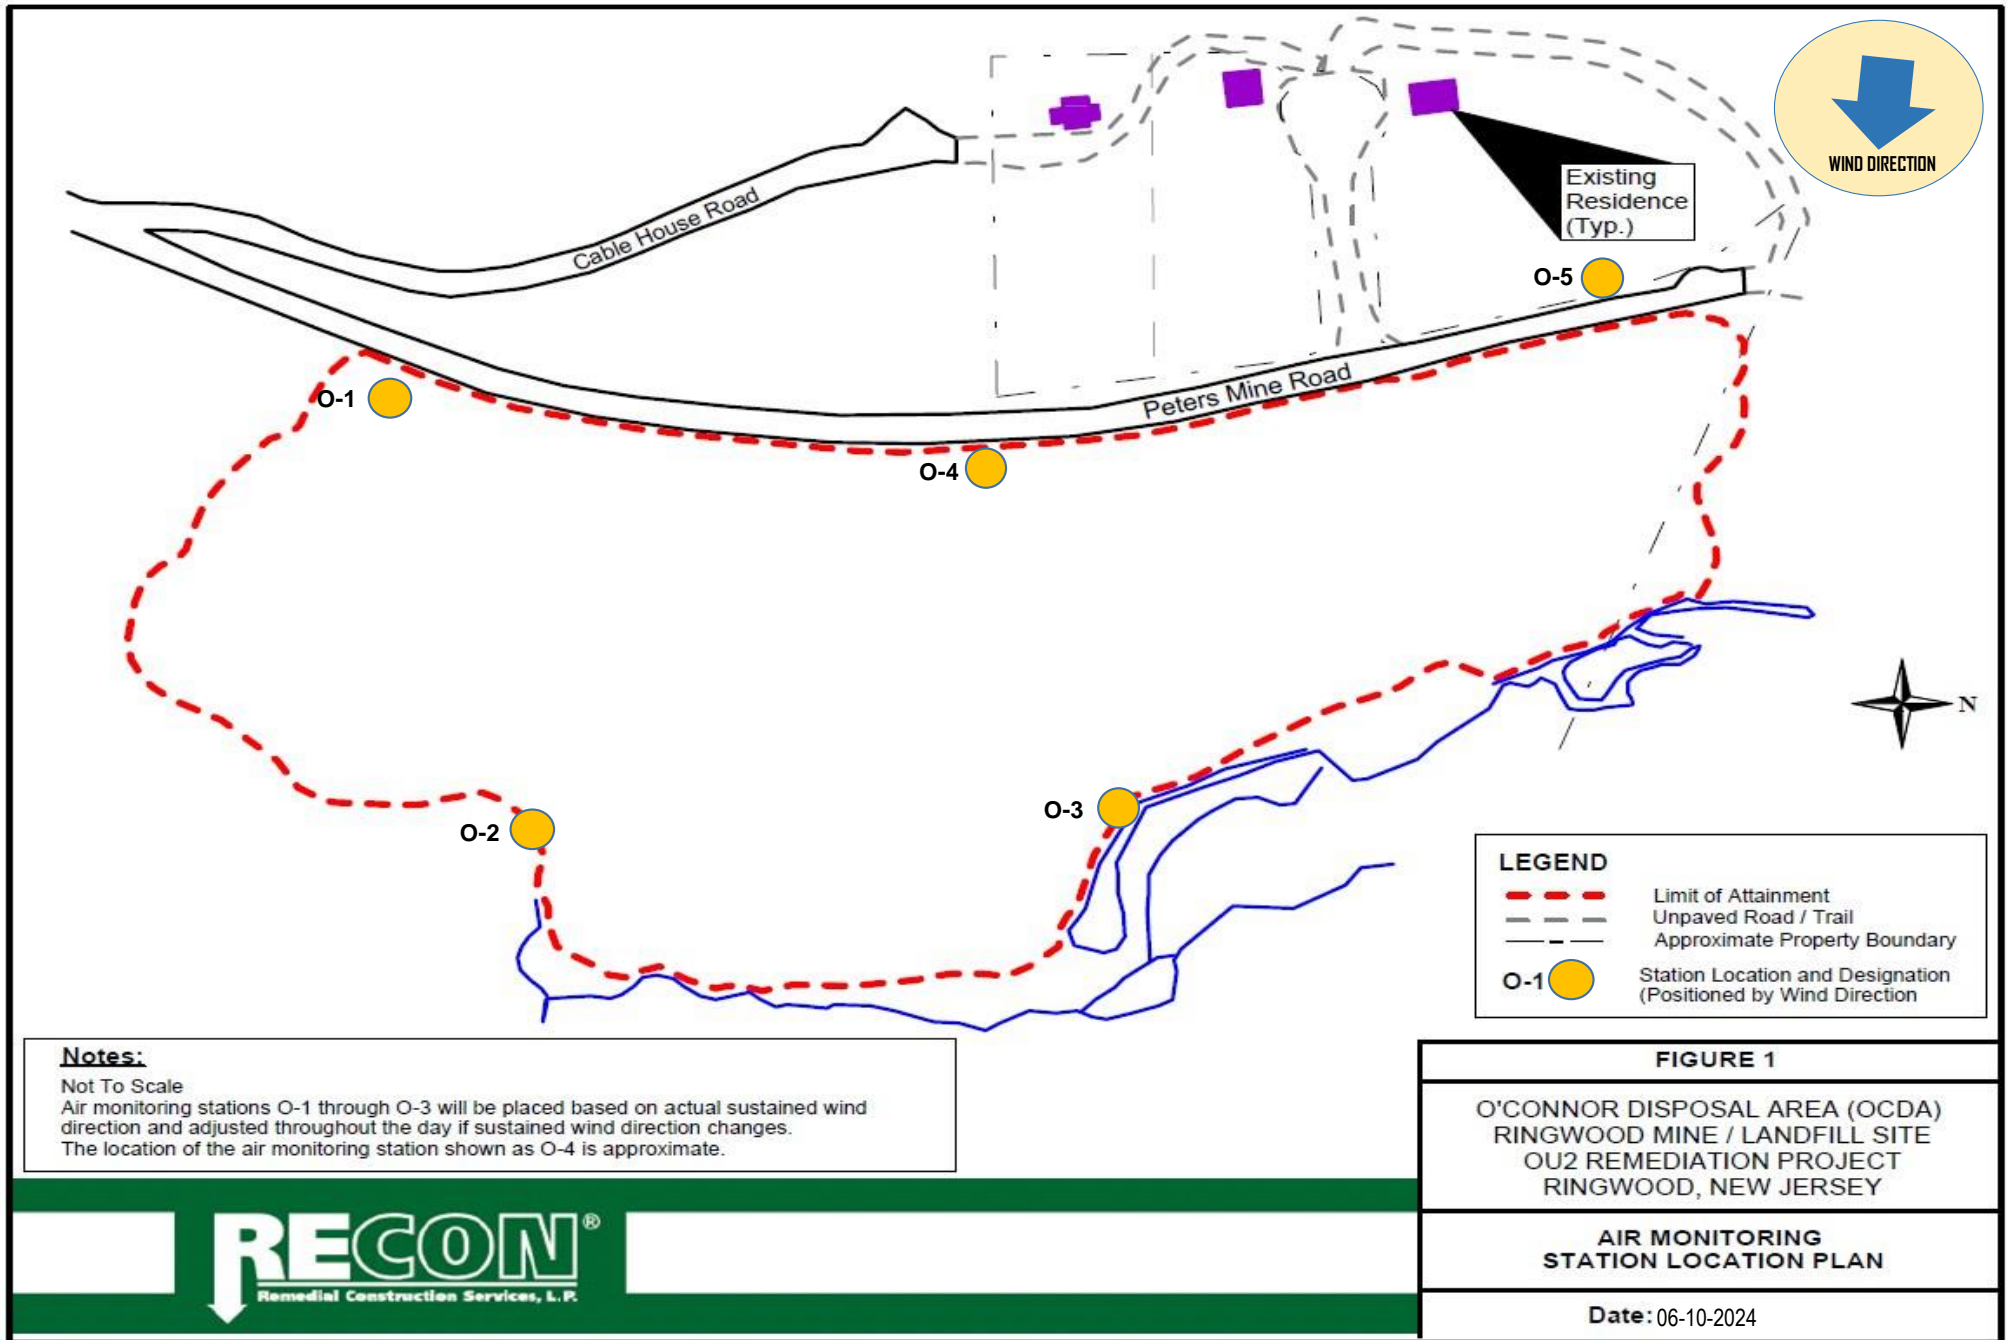 WIND DIRECTION
Existing
Residence
(Typ.)
Cable House Road
O-5
O-1
Peters Mine Road
O-4
N
O-3
O-2
LEGEND
Limit of Attainment
Unpaved Road / Trail
Approximate Property Boundary
O-1
Station Location and Designation
(Positioned by Wind Direction
Notes:
Not To Scale
Air monitoring stations O-1 through O-3 will be placed based on actual sustained wind
direction and adjusted throughout the day if sustained wind direction changes.
The location of the air monitoring station shown as O-4 is approximate.
FIGURE 1
O'CONNOR DISPOSAL AREA (OCDA)
RINGWOOD MINE / LANDFILL SITE
OU2 REMEDIATION PROJECT
RINGWOOD, NEW JERSEY
AIR MONITORING
STATION LOCATION PLAN
Date: 06-10-2024
RECON®
Remedial Construction Services, L.P.